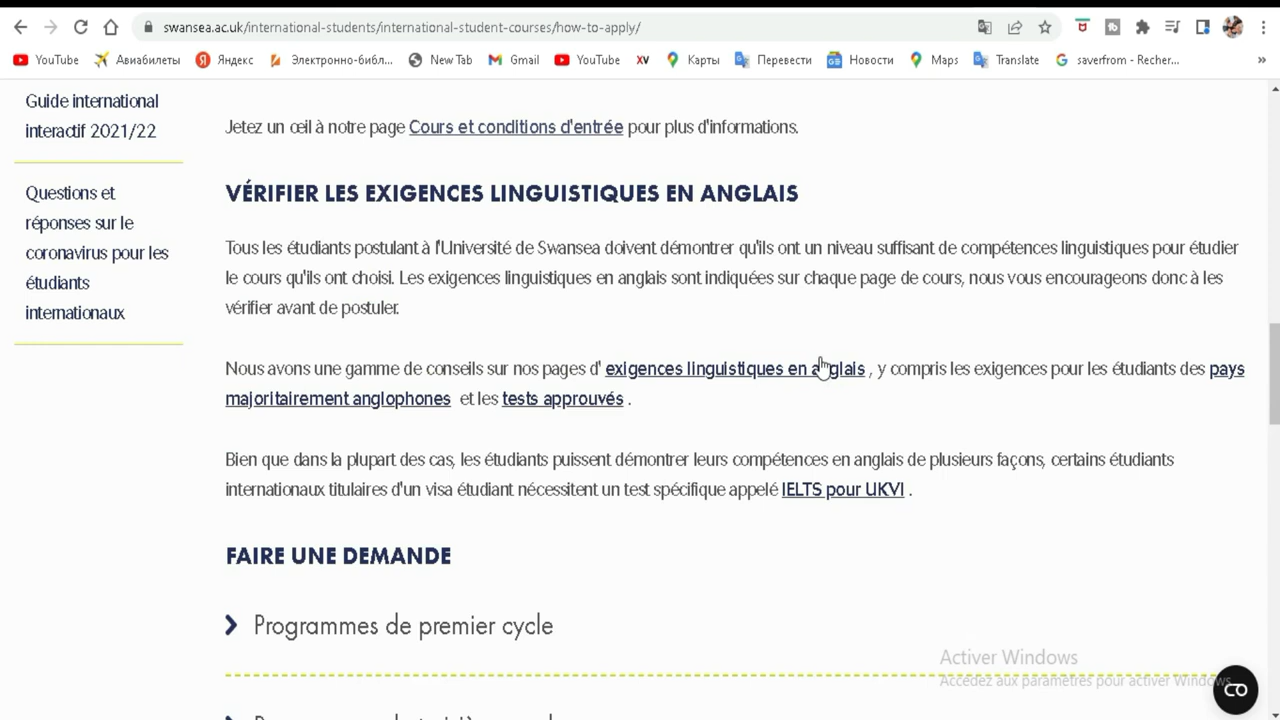 swansea.ac.uk/international-students/international-student-courses/how-to-apply/
YouTube Авиабилеты Яндекс Электронно-библ... New Tab Gmail YouTube XV Карты Перевести Новости Maps Translate saverfrom - Recher... »
Guide international
interactif 2021/22
Questions et
réponses sur le
coronavirus pour les
étudiants
internationaux
Jetez un œil à notre page Cours et conditions d'entrée pour plus d'informations.
VÉRIFIER LES EXIGENCES LINGUISTIQUES EN ANGLAIS
Tous les étudiants postulant à l'Université de Swansea doivent démontrer qu'ils ont un niveau suffisant de compétences linguistiques pour étudier
le cours qu'ils ont choisi. Les exigences linguistiques en anglais sont indiquées sur chaque page de cours, nous vous encourageons donc à les
vérifier avant de postuler.
Nous avons une gamme de conseils sur nos pages d' exigences linguistiques en anglais , y compris les exigences pour les étudiants des pays
majoritairement anglophones et les tests approuvés .
Bien que dans la plupart des cas, les étudiants puissent démontrer leurs compétences en anglais de plusieurs façons, certains étudiants
internationaux titulaires d'un visa étudiant nécessitent un test spécifique appelé IELTS pour UKVI .
FAIRE UNE DEMANDE
Programmes de premier cycle
Activer Windows
Accédez aux paramètres pour activer Windows.